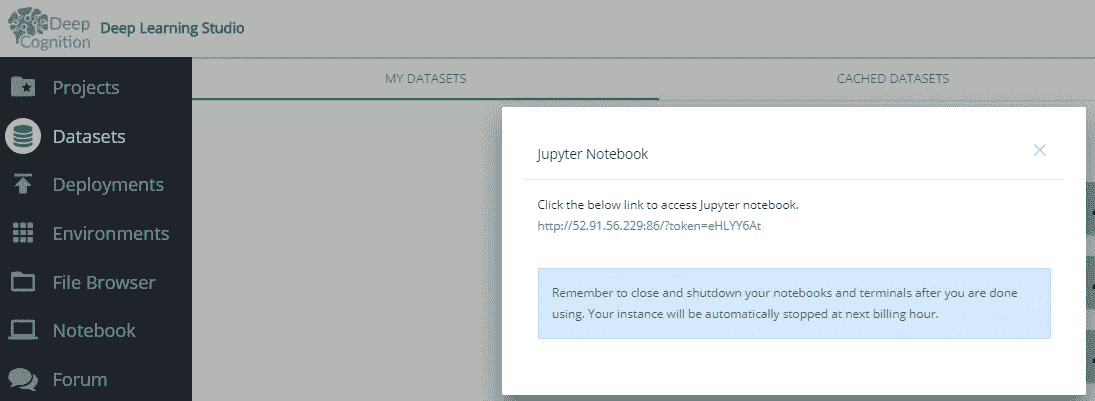 Deep
Cognition
Deep Learning Studio
Projects
Datasets
Deployments
Environments
File Browser
Notebook
Forum
MY DATASETS
CACHED DATASETS
Jupyter Notebook
Click the below link to access Jupyter notebook.
http://52.91.56.229:86/?token=eHLYY6At
Remember to close and shutdown your notebooks and terminals after you are done
using. Your instance will be automatically stopped at next billing hour.